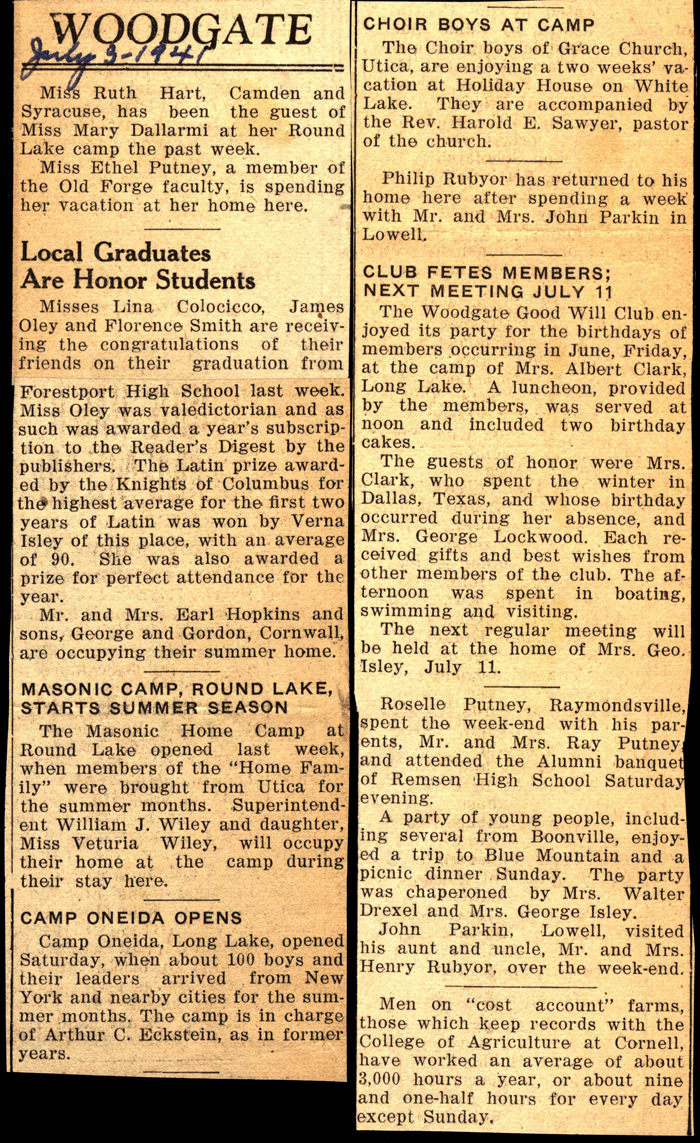 WOODGATE
July 3-1941
Miss Ruth Hart, Camden and
Syracuse, has been the guest of
Miss Mary Dallarmi at her Round
Lake camp the past week.
Miss Ethel Putney, a member of
the Old Forge faculty, is spending
her vacation at her home here.
Local Graduates
Are Honor Students
Misses Lina Colocicco, James
Oley and Florence Smith are receiv-
ing the congratulations of their
friends on their graduation from
Forestport High School last week.
Miss Oley was valedictorian and as
such was awarded a year's subscrip-
tion to the Reader's Digest by the
publishers. The Latin prize award-
ed by the Knights of Columbus for
the highest average for the first two
years of Latin was won by Verna
Isley of this place, with an average
of 90. She was also awarded a
prize for perfect attendance for the
year.
Mr. and Mrs. Earl Hopkins and
sons, George and Gordon, Cornwall,
are occupying their summer home.
MASONIC CAMP, ROUND LAKE,
STARTS SUMMER SEASON
The Masonic Home Camp at
Round Lake opened last week,
when members of the "Home Fam-
ily" were brought from Utica for
the summer months. Superintend-
ent William J. Wiley and daughter,
Miss Veturia Wiley, will occupy
their home at the camp during
their stay here.
CAMP ONEIDA OPENS
Camp Oneida, Long Lake, opened
Saturday, when about 100 boys and
their leaders arrived from New
York and nearby cities for the sum-
mer months. The camp is in charge
of Arthur C. Eckstein, as in former
years.
CHOIR BOYS AT CAMP
The Choir boys of Grace Church,
Utica, are enjoying a two weeks' va-
cation at Holiday House on White
Lake. They are accompanied by
the Rev. Harold E. Sawyer, pastor
of the church.
Philip Rubyor has returned to his
home here after spending a week
with Mr. and Mrs. John Parkin in
Lowell.
CLUB FETES MEMBERS;
NEXT MEETING JULY 11
The Woodgate Good Will Club en-
joyed its party for the birthdays of
members occurring in June, Friday,
at the camp of Mrs. Albert Clark,
Long Lake. A luncheon, provided
by the members, was served at
noon and included two birthday
cakes.
The guests of honor were Mrs.
Clark, who spent the winter in
Dallas, Texas, and whose birthday
occurred during her absence, and
Mrs. George Lockwood. Each re-
ceived gifts and best wishes from
other members of the club. The af-
ternoon was spent in boating,
swimming and visiting.
The next regular meeting will
be held at the home of Mrs. Geo.
Isley, July 11.
Roselle Putney, Raymondsville,
spent the week-end with his par-
ents, Mr. and Mrs. Ray Putney,
and attended the Alumni banquet
of Remsen High School Saturday
evening.
A party of young people, includ-
ing several from Boonville, enjoy-
ed a trip to Blue Mountain and a
picnic dinner Sunday. The party
was chaperoned by Mrs. Walter
Drexel and Mrs. George Isley.
John Parkin, Lowell, visited
his aunt and uncle, Mr. and Mrs.
Henry Rubyor, over the week-end.
Men on "cost account" farms,
those which keep records with the
College of Agriculture at Cornell,
have worked an average of about
3,000 hours a year, or about nine
and one-half hours for every day
except Sunday.